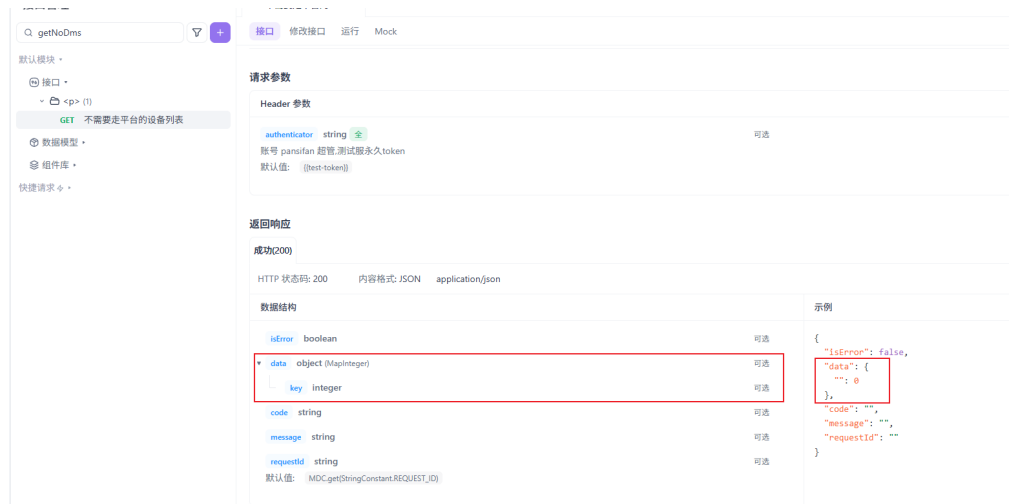 getNoDms
接口 修改接口 运行 Mock
默认模块
接口
<p> (1)
GET 不需要走平台的设备列表
数据模型
组件库
快捷请求
请求参数
Header 参数
authenticator string 全 可选
账号 pansifan 超管,测试服永久token
默认值: {{test-token}}
返回响应
成功(200)
HTTP 状态码: 200 内容格式: JSON application/json
数据结构
isError boolean 可选
data object (MapInteger) 可选
key integer 可选
code string 可选
message string 可选
requestId string 可选
默认值: MDC.get(StringConstant.REQUEST_ID)
示例
{
"isError": false,
"data": {
"": 0
},
"code": "",
"message": "",
"requestId": ""
}